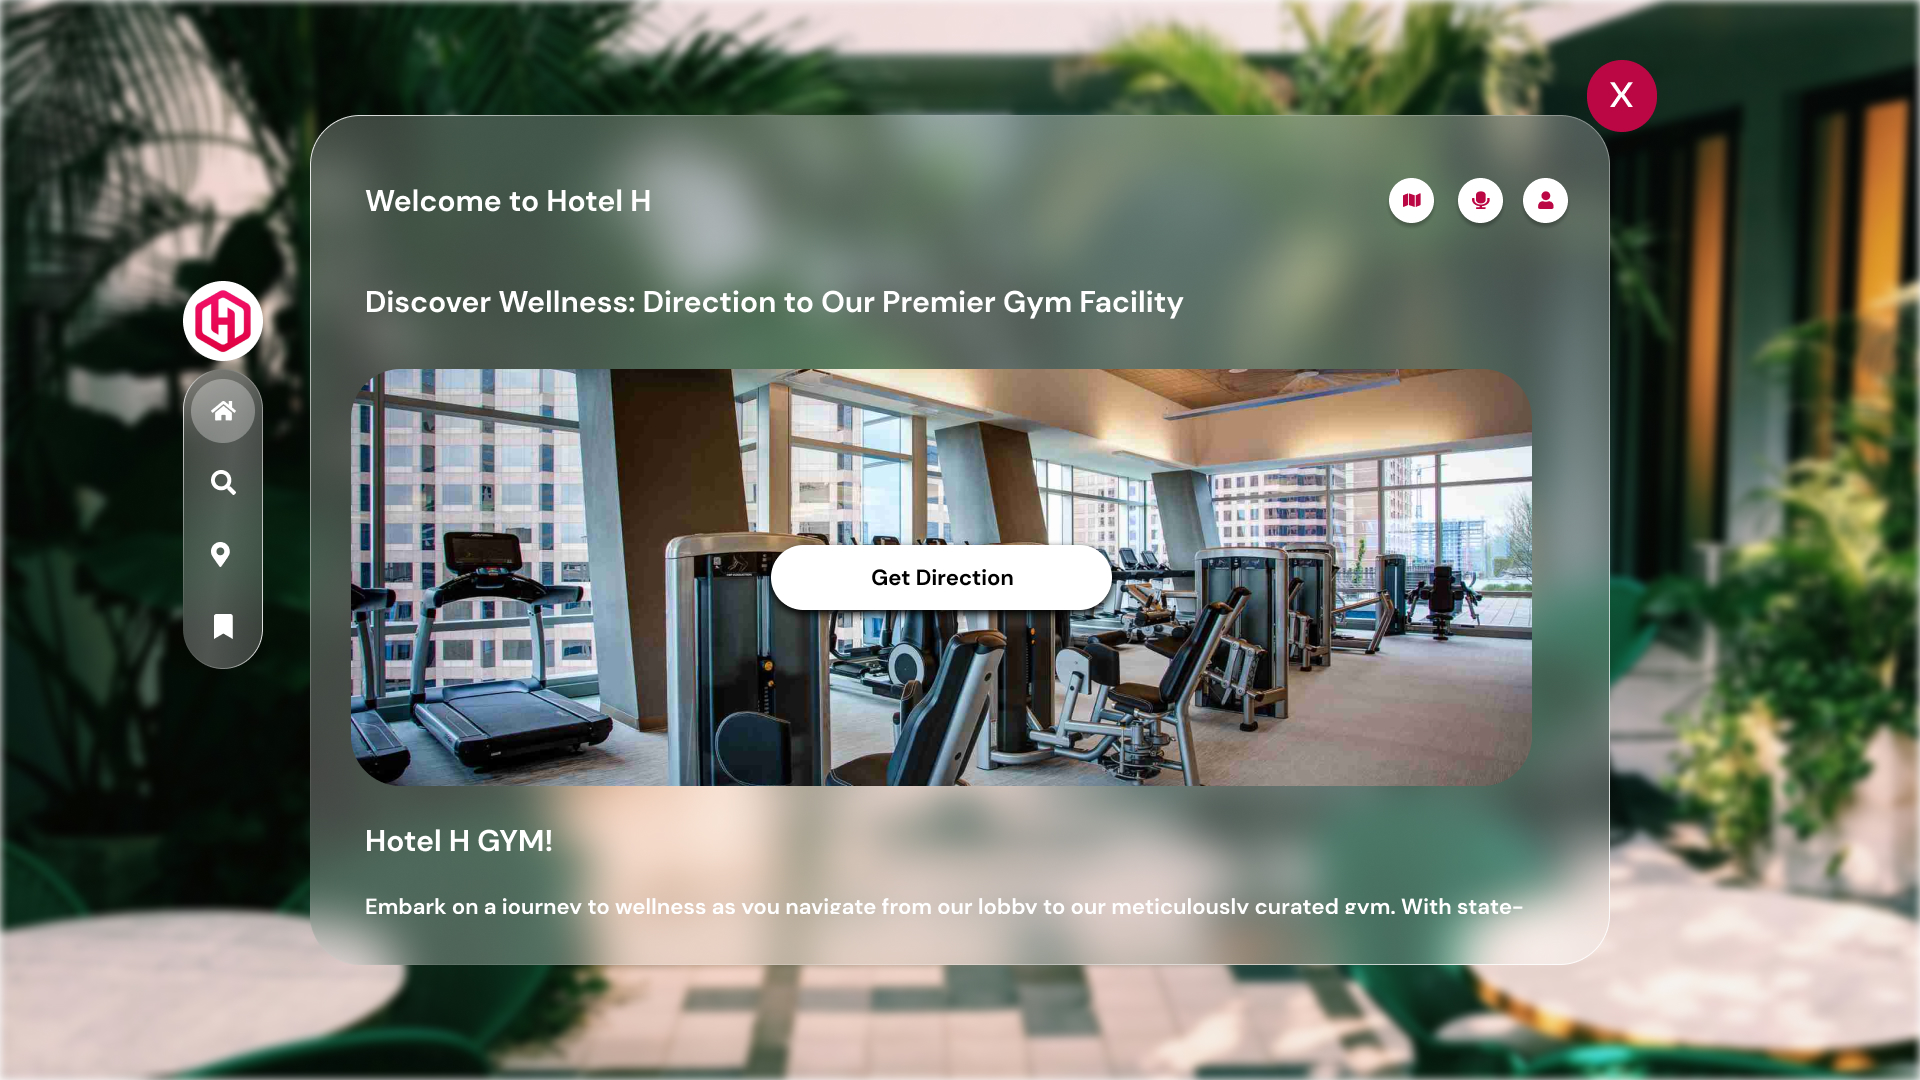 X
Welcome to Hotel H
Discover Wellness: Direction to Our Premier Gym Facility
Get Direction
Hotel H GYM!
Embark on a journey to wellness as you navigate from our lobby to our meticulously curated gym. With state-